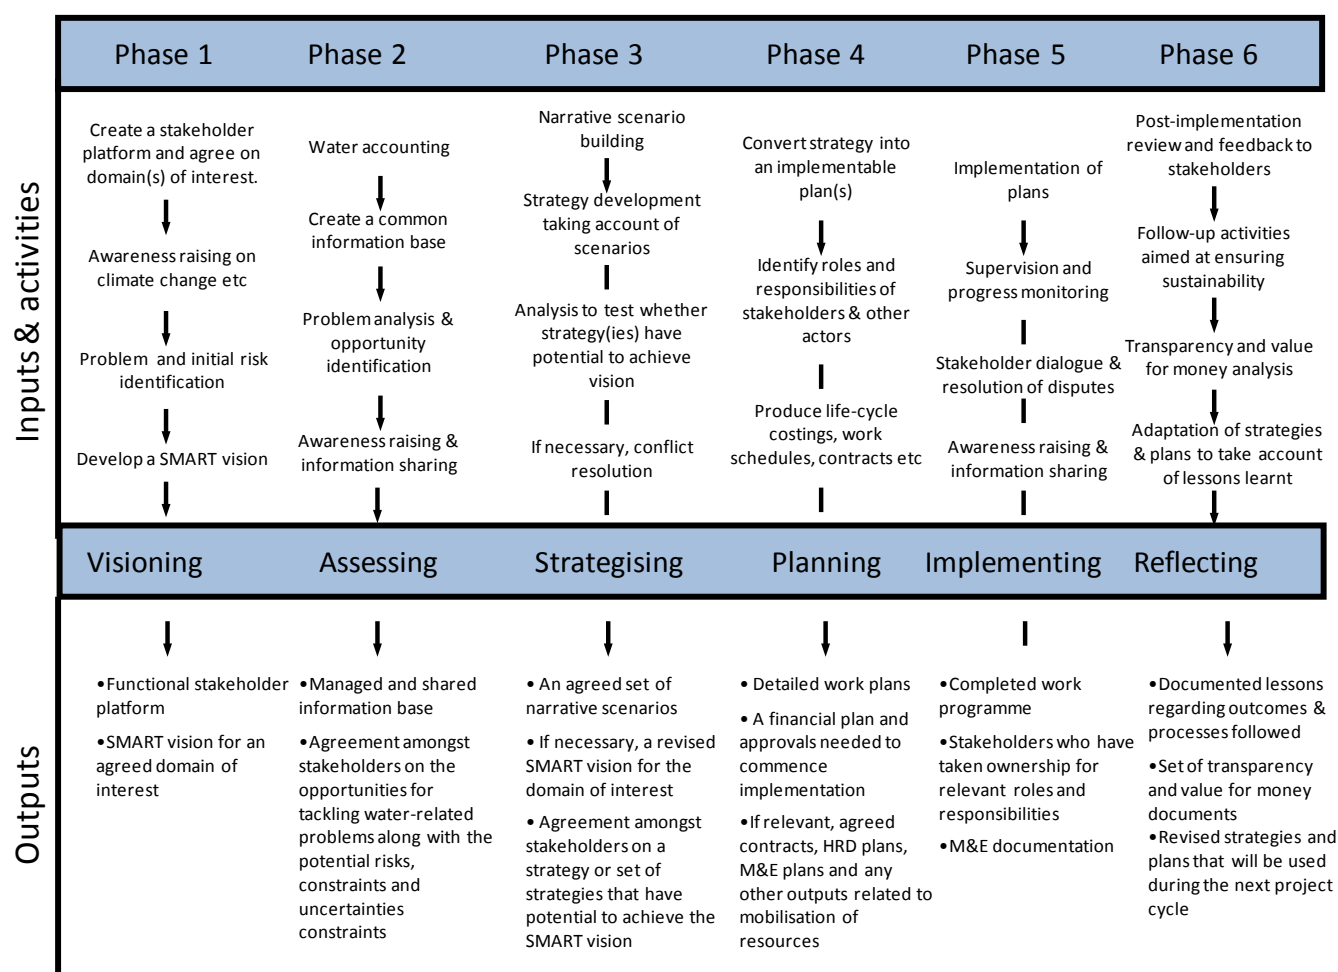 Phase 1
Phase 2
Phase 3
Phase 4
Phase 5
Phase 6
Inputs & activities
Create a stakeholder
platform and agree on
domain(s) of interest.
Awareness raising on
climate change etc
Problem and initial risk
identification
Develop a SMART vision
Water accounting
Create a common
information base
Problem analysis &
opportunity
identification
Awareness raising &
information sharing
Narrative scenario
building
Strategy development
taking account of
scenarios
Analysis to test whether
strategy(ies) have
potential to achieve
vision
If necessary, conflict
resolution
Convert strategy into
an implementable
plan(s)
Identify roles and
responsibilities of
stakeholders & other
actors
Produce life-cycle
costings, work
schedules, contracts etc
Implementation of
plans
Supervision and
progress monitoring
Stakeholder dialogue &
resolution of disputes
Awareness raising &
information sharing
Post-implementation
review and feedback to
stakeholders
Follow-up activities
aimed at ensuring
sustainability
Transparency and value
for money analysis
Adaptation of strategies
& plans to take account
of lessons learnt
Visioning
Assessing
Strategising
Planning
Implementing
Reflecting
Outputs
•Functional stakeholder
platform
•SMART vision for an
agreed domain of
interest
•Managed and shared
information base
•Agreement amongst
stakeholders on the
opportunities for
tackling water-related
problems along with the
potential risks,
constraints and
uncertainties
constraints
• An agreed set of
narrative scenarios
• If necessary, a revised
SMART vision for the
domain of interest
• Agreement amongst
stakeholders on a
strategy or set of
strategies that have
potential to achieve the
SMART vision
• Detailed work plans
• A financial plan and
approvals needed to
commence
implementation
•If relevant, agreed
contracts, HRD plans,
M&E plans and any
other outputs related to
mobilisation of
resources
•Completed work
programme
•Stakeholders who have
taken ownership for
relevant roles and
responsibilities
•M&E documentation
•Documented lessons
regarding outcomes &
processes followed
•Set of transparency
and value for money
documents
•Revised strategies and
plans that will be used
during the next project
cycle